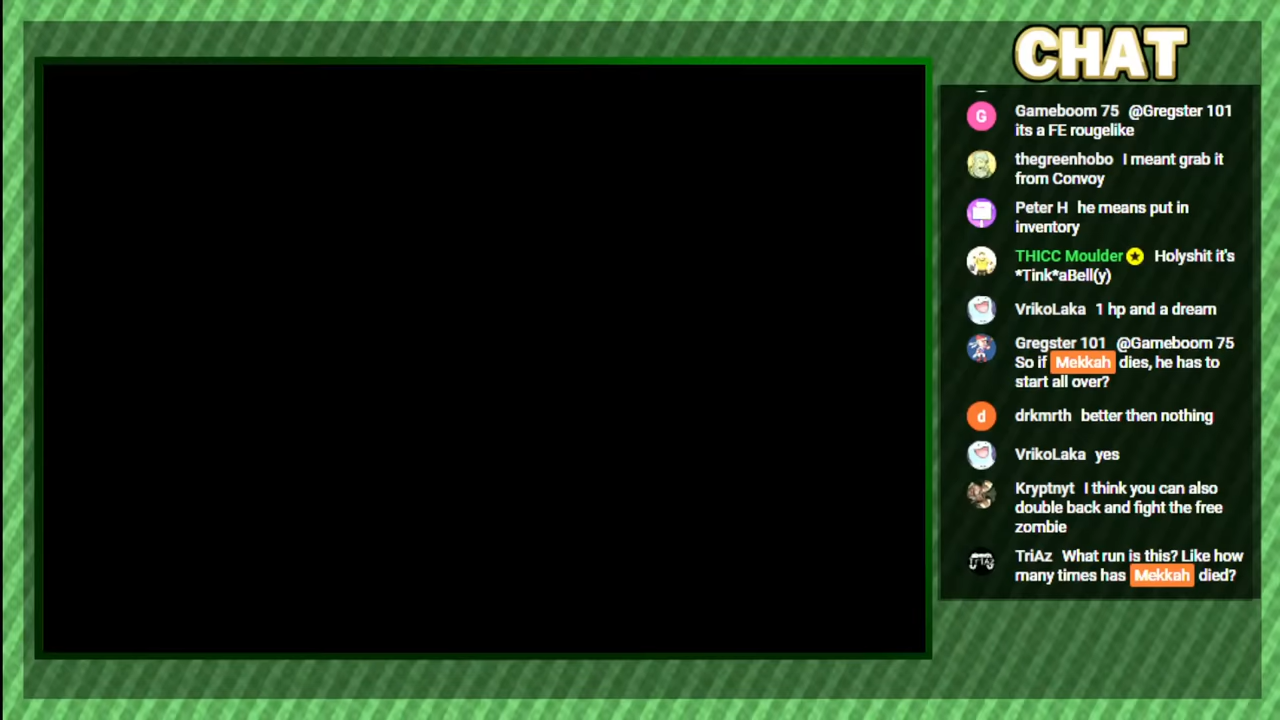 CHAT
G Gameboom 75 @Gregster 101
its a FE rougelike
thegreenhobo I meant grab it
from Convoy
Peter H he means put in
inventory
THICC Moulder Holyshit it's
*Tink*aBell(y)
VrikoLaka 1 hp and a dream
Gregster 101 @Gameboom 75
So if Mekkah dies, he has to
start all over?
d drkmrth better then nothing
VrikoLaka yes
Kryptnyt I think you can also
double back and fight the free
zombie
TriAz What run is this? Like how
many times has Mekkah died?